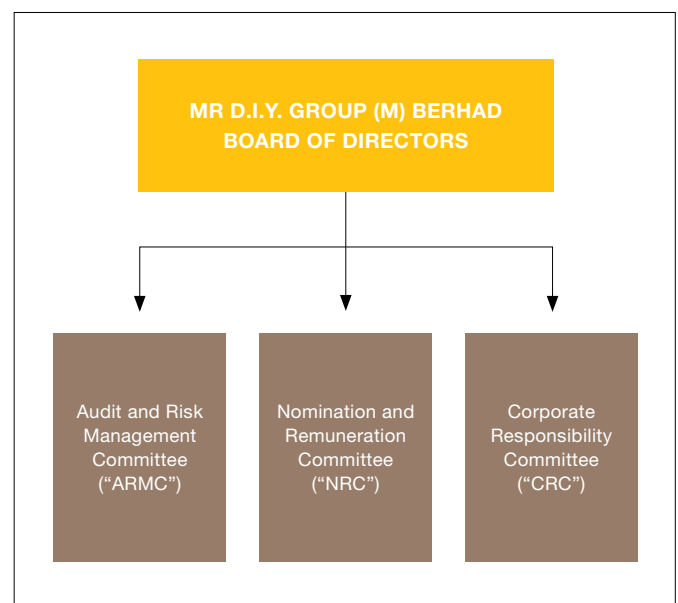 MR D.I.Y. GROUP (M) BERHAD
BOARD OF DIRECTORS
Audit and Risk
Management
Committee
(“ARMC”)
Nomination and
Remuneration
Committee
(“NRC”)
Corporate
Responsibility
Committee
(“CRC”)